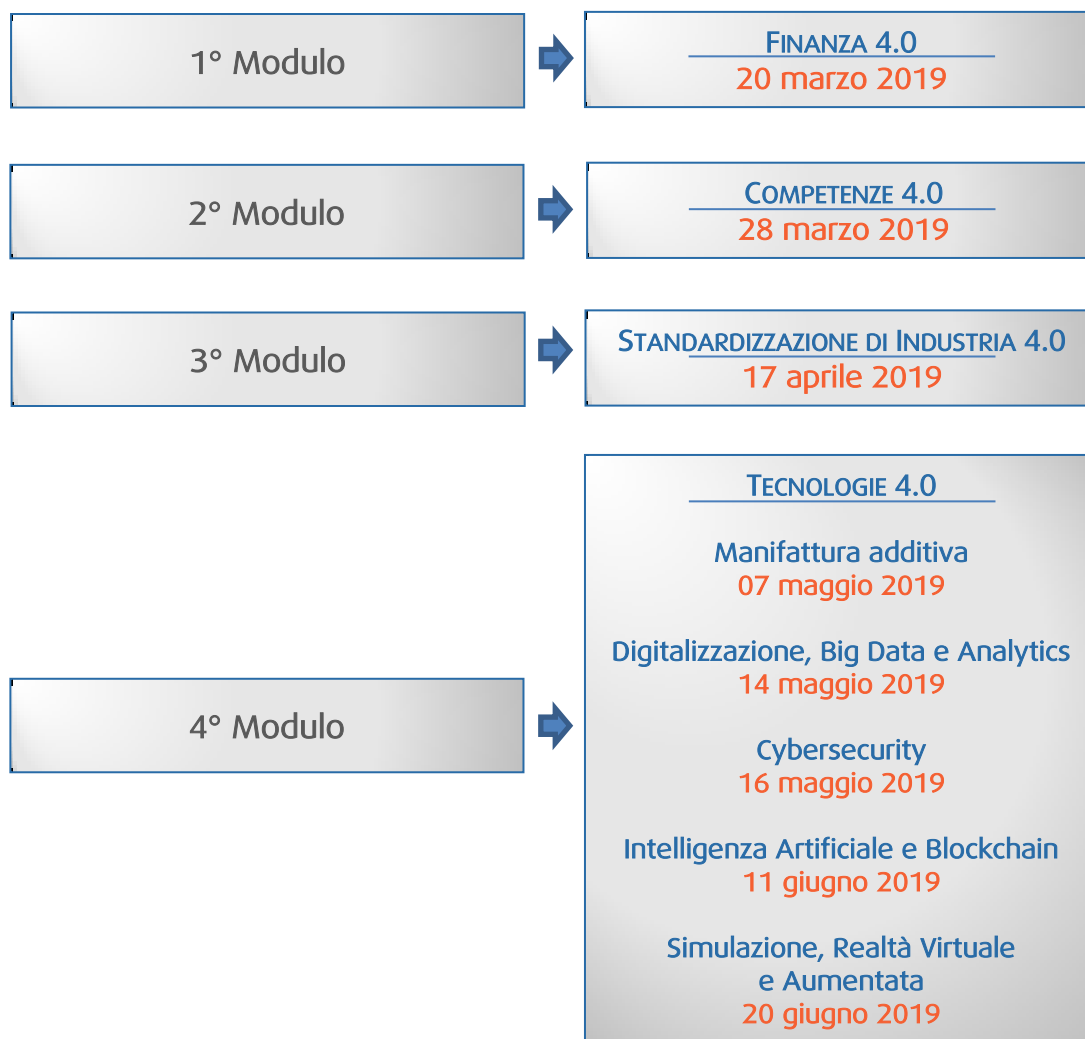 1° Modulo
FINANZA 4.0
20 marzo 2019
2° Modulo
COMPETENZE 4.0
28 marzo 2019
3° Modulo
STANDARDIZZAZIONE DI INDUSTRIA 4.0
17 aprile 2019
4° Modulo
TECNOLOGIE 4.0
Manifattura additiva
07 maggio 2019
Digitalizzazione, Big Data e Analytics
14 maggio 2019
Cybersecurity
16 maggio 2019
Intelligenza Artificiale e Blockchain
11 giugno 2019
Simulazione, Realtà Virtuale
e Aumentata
20 giugno 2019